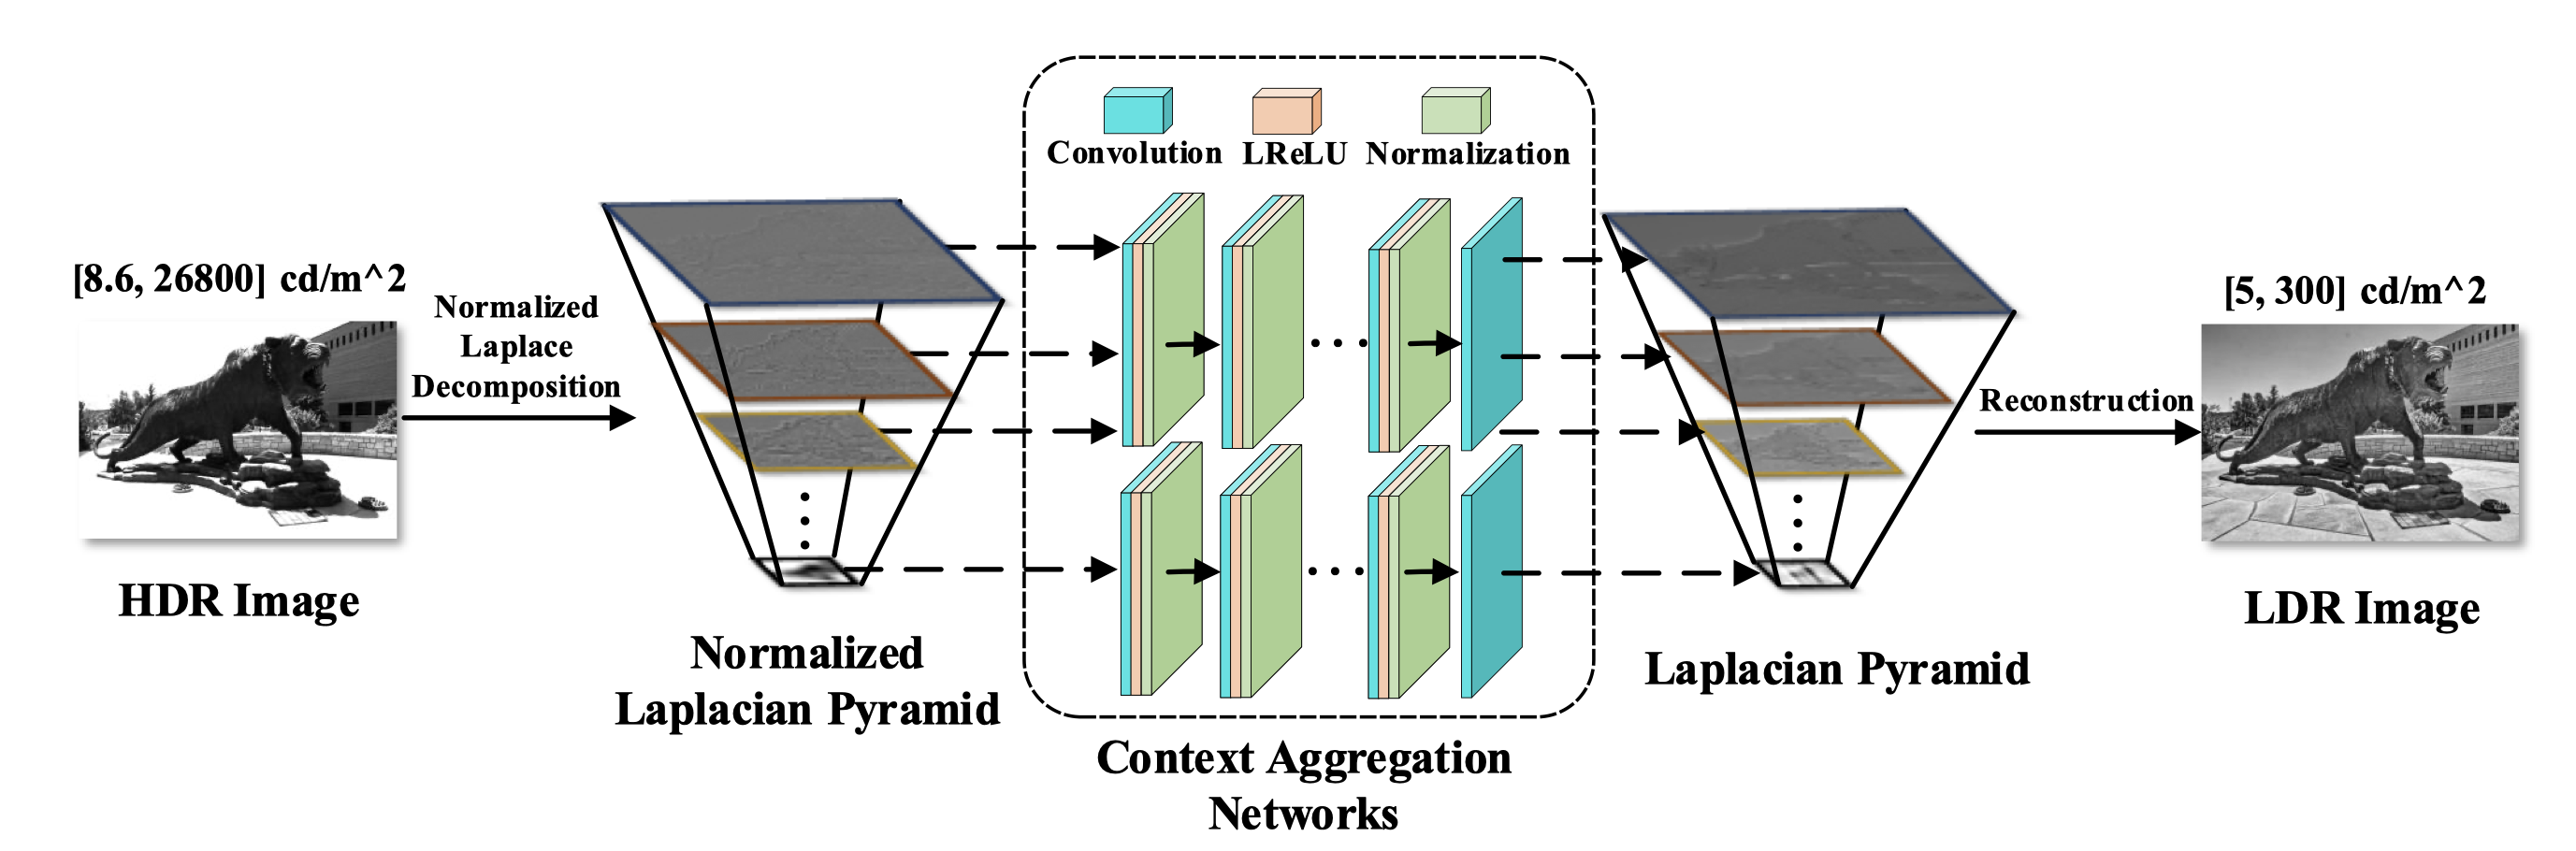 [8.6, 26800] cd/m^2
HDR Image
Normalized
Laplace
Decomposition
Normalized
Laplacian Pyramid
Convolution LReLU Normalization
Context Aggregation
Networks
Laplacian Pyramid
Reconstruction
[5, 300] cd/m^2
LDR Image